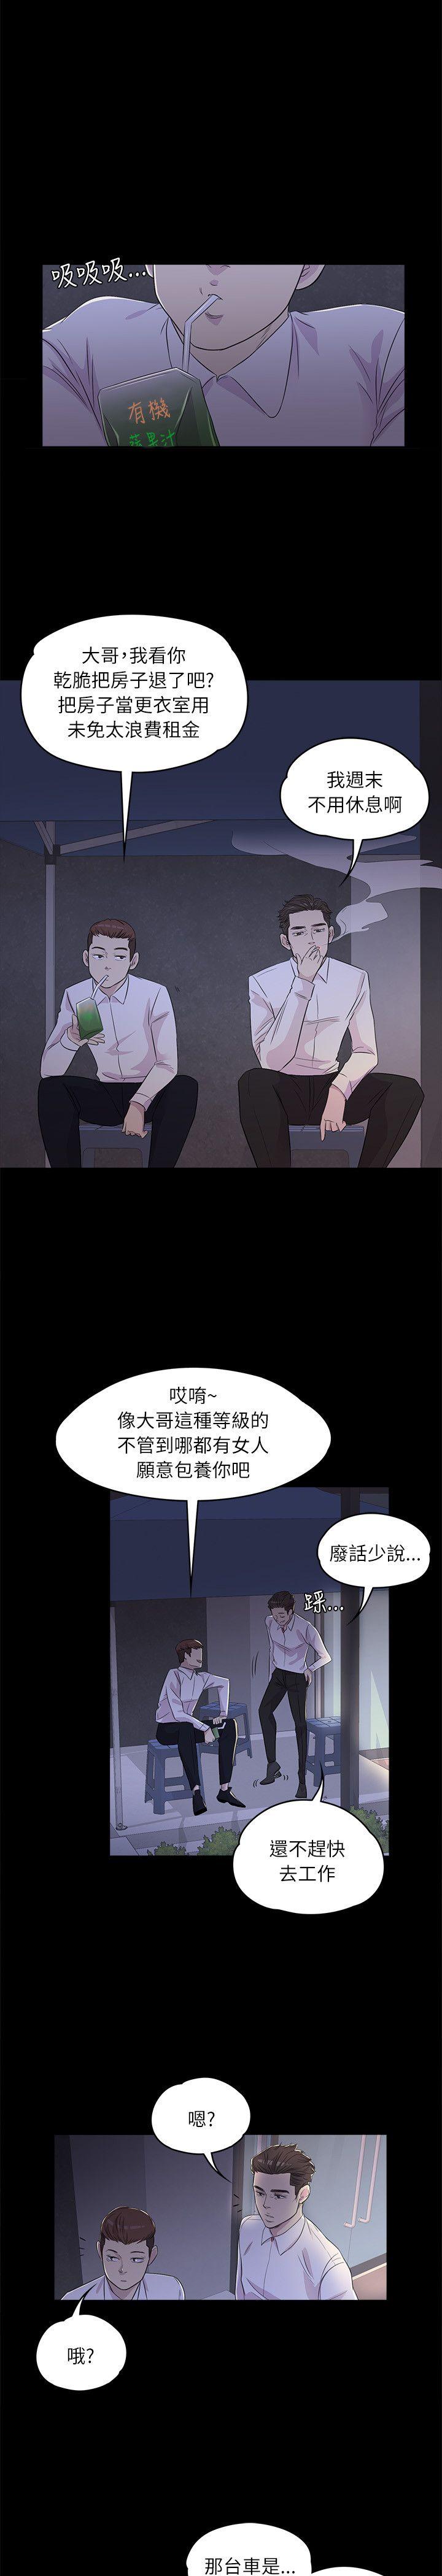 吸吸吸...
有機
蘋果汁
大哥,我看你
乾脆把房子退了吧?
把房子當更衣室用
未免太浪費租金
我週末
不用休息啊
哎唷~
像大哥這種等級的
不管到哪都有女人
願意包養你吧
廢話少說...
踩...
還不趕快
去工作
嗯?
哦?
那台車是...